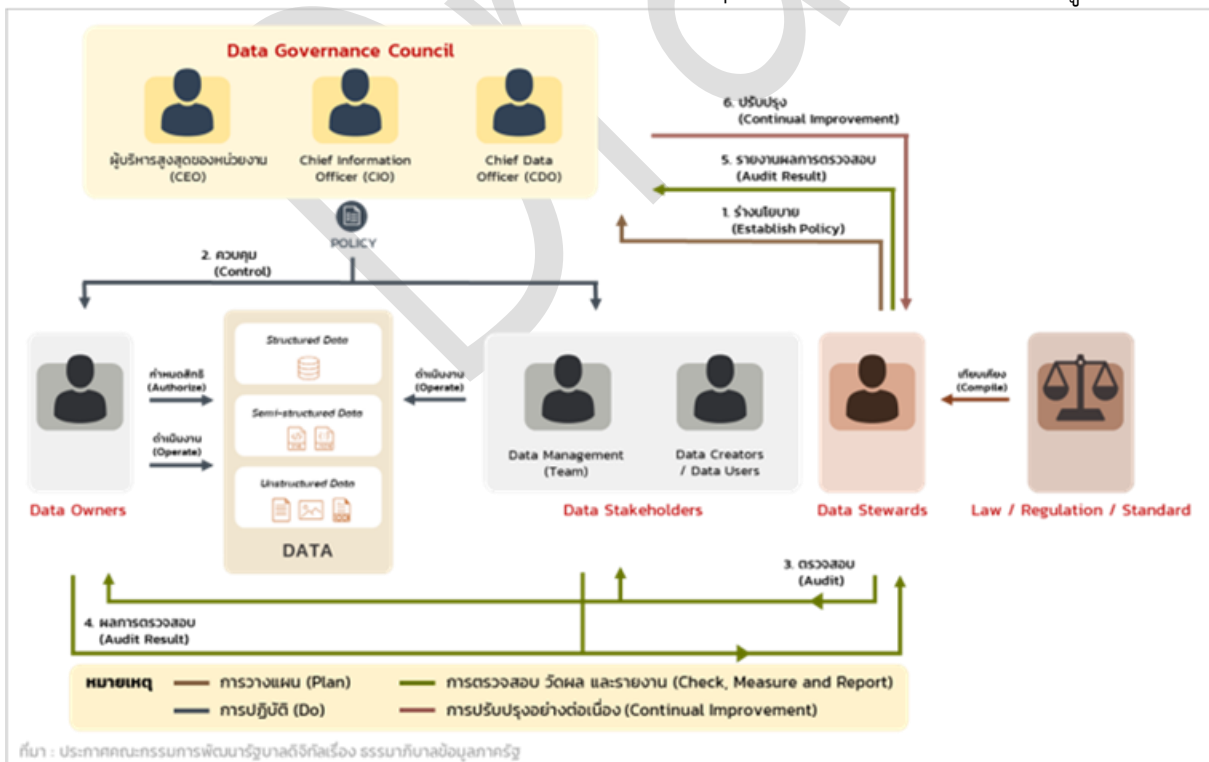 Data Governance Council
ผู้บริหารสูงสุดของหน่วยงาน
(CEO)
Chief Information
Officer (CIO)
Chief Data
Officer (CDO)
6. ปรับปรุง
(Continual Improvement)
5. รายงานผลการตรวจสอบ
(Audit Result)
1. ร่างนโยบาย
(Establish Policy)
POLICY
2. ควบคุม
(Control)
กำหนดสิทธิ
(Authorize)
ดำเนินงาน
(Operate)
Data Owners
Structured Data
Semi-structured Data
Unstructured Data
DATA
ดำเนินงาน
(Operate)
Data Management
(Team)
Data Creators
/ Data Users
Data Stakeholders
Data Stewards
เทียบเคียง
(Compile)
Law / Regulation / Standard
3. ตรวจสอบ
(Audit)
4. ผลการตรวจสอบ
(Audit Result)
หมายเหตุ
การวางแผน (Plan)
การตรวจสอบ วัดผล และรายงาน (Check, Measure and Report)
การปฏิบัติ (Do)
การปรับปรุงอย่างต่อเนื่อง (Continual Improvement)
ที่มา : ประกาศคณะกรรมการพัฒนารัฐบาลดิจิทัลเรื่อง ธรรมาภิบาลข้อมูลภาครัฐ